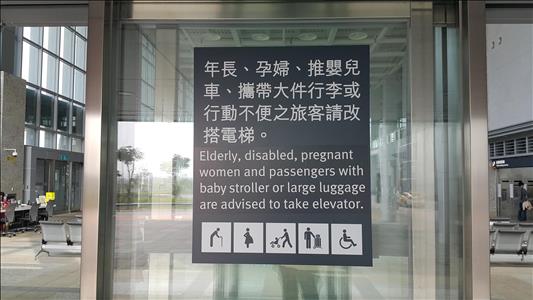 年長、孕婦、推嬰兒
車、攜帶大件行李或
行動不便之旅客請改
搭電梯。
Elderly, disabled, pregnant
women and passengers with
baby stroller or large luggage
are advised to take elevator.